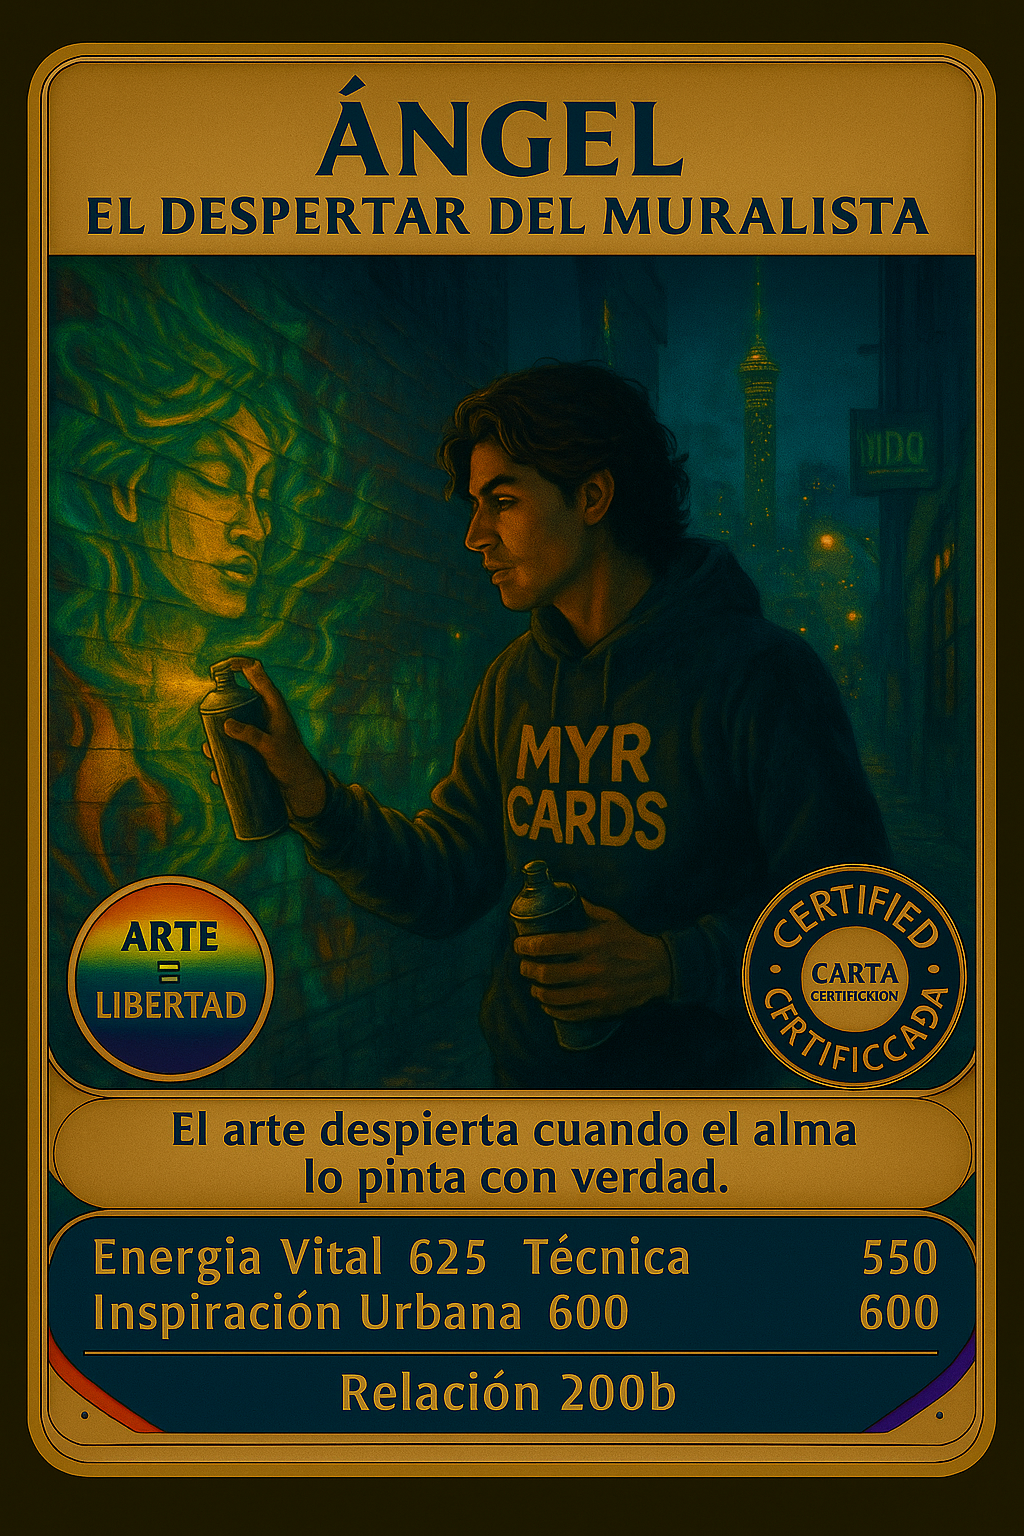 ÁNGEL
EL DESPERTAR DEL MURALISTA
MYR
CARDS
ARTE
=
LIBERTAD
CERTIFIED
CARTA
CERTIFICKION
CFRTIFICCADA
El arte despierta cuando el alma
lo pinta con verdad.
Energia Vital 625 Técnica 550
Inspiración Urbana 600 600
Relación 200b